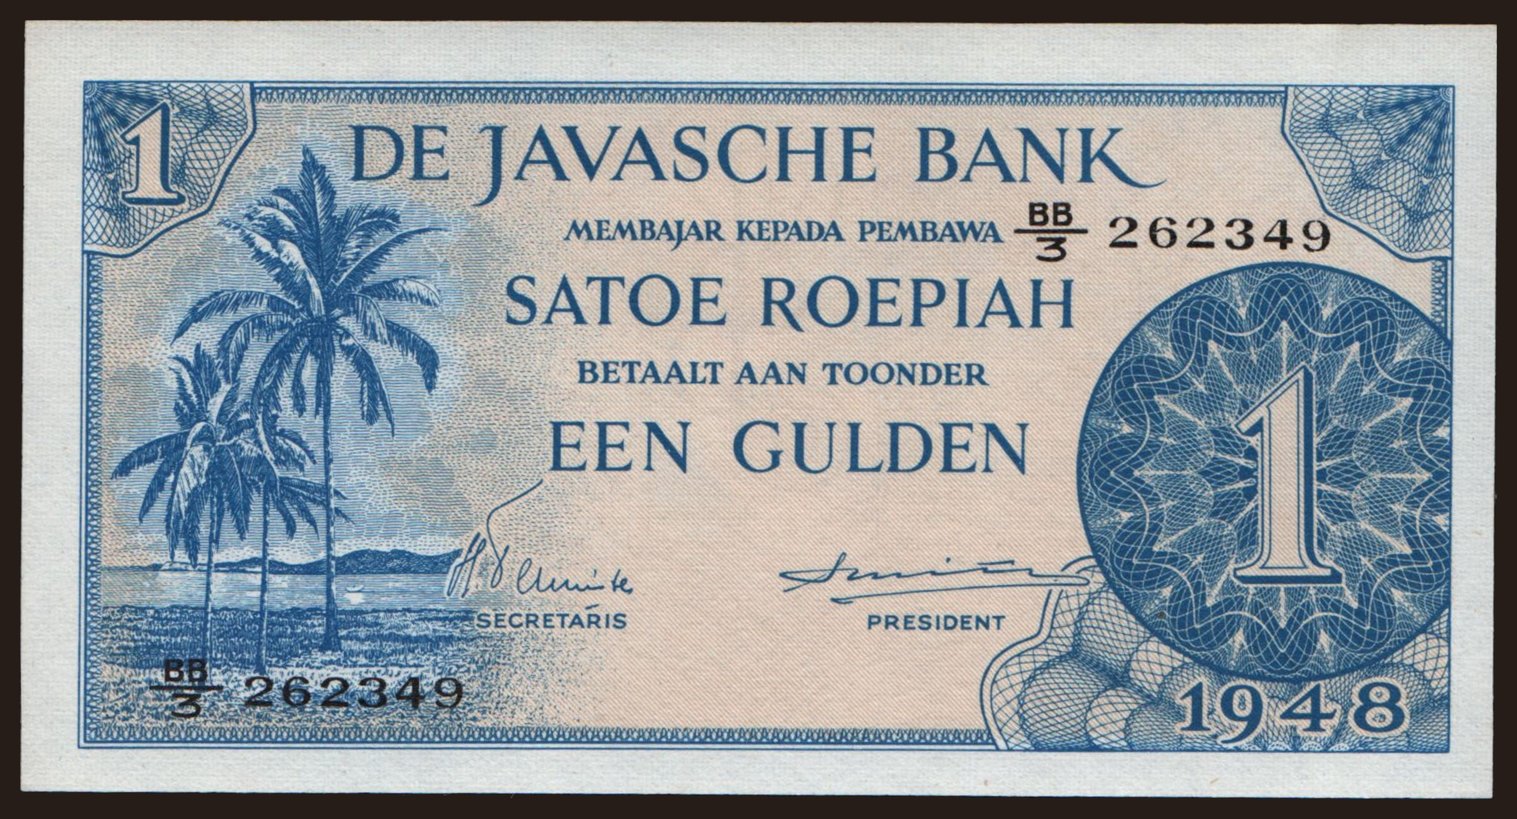 1
DE JAVASCHE BANK
MEMBAJAR KEPADA PEMBAWA
BB/3 262349
SATOE ROEPIAH
BETAALT AAN TOONDER
EEN GULDEN
1
SECRETARIS
PRESIDENT
BB/3 262349
1948